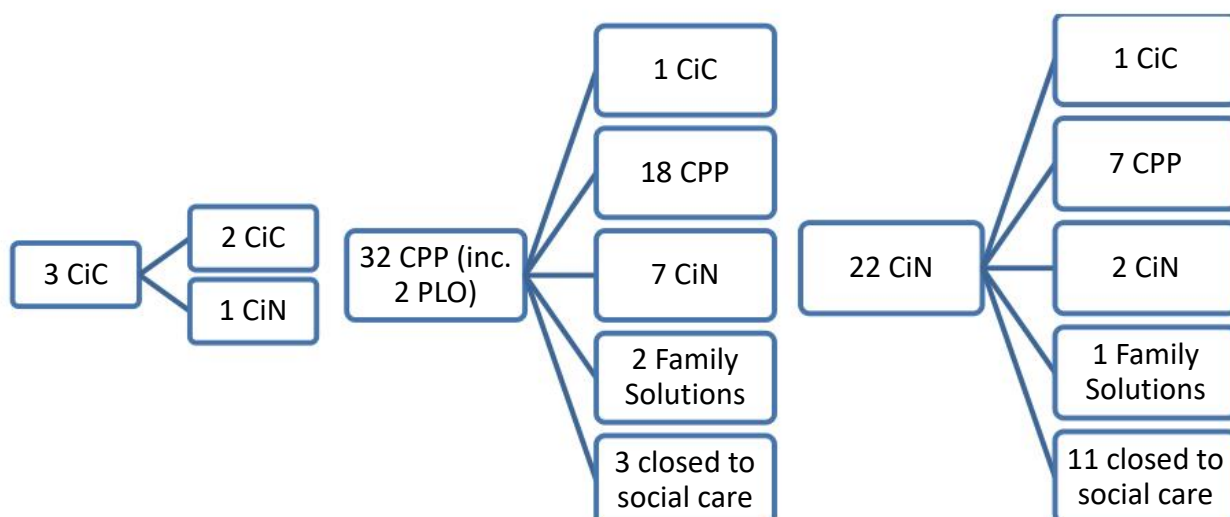 3 CiC
2 CiC
1 CiN
32 CPP (inc.
2 PLO)
1 CiC
18 CPP
7 CiN
2 Family
Solutions
3 closed to
social care
22 CiN
1 CiC
7 CPP
2 CiN
1 Family
Solutions
11 closed to
social care